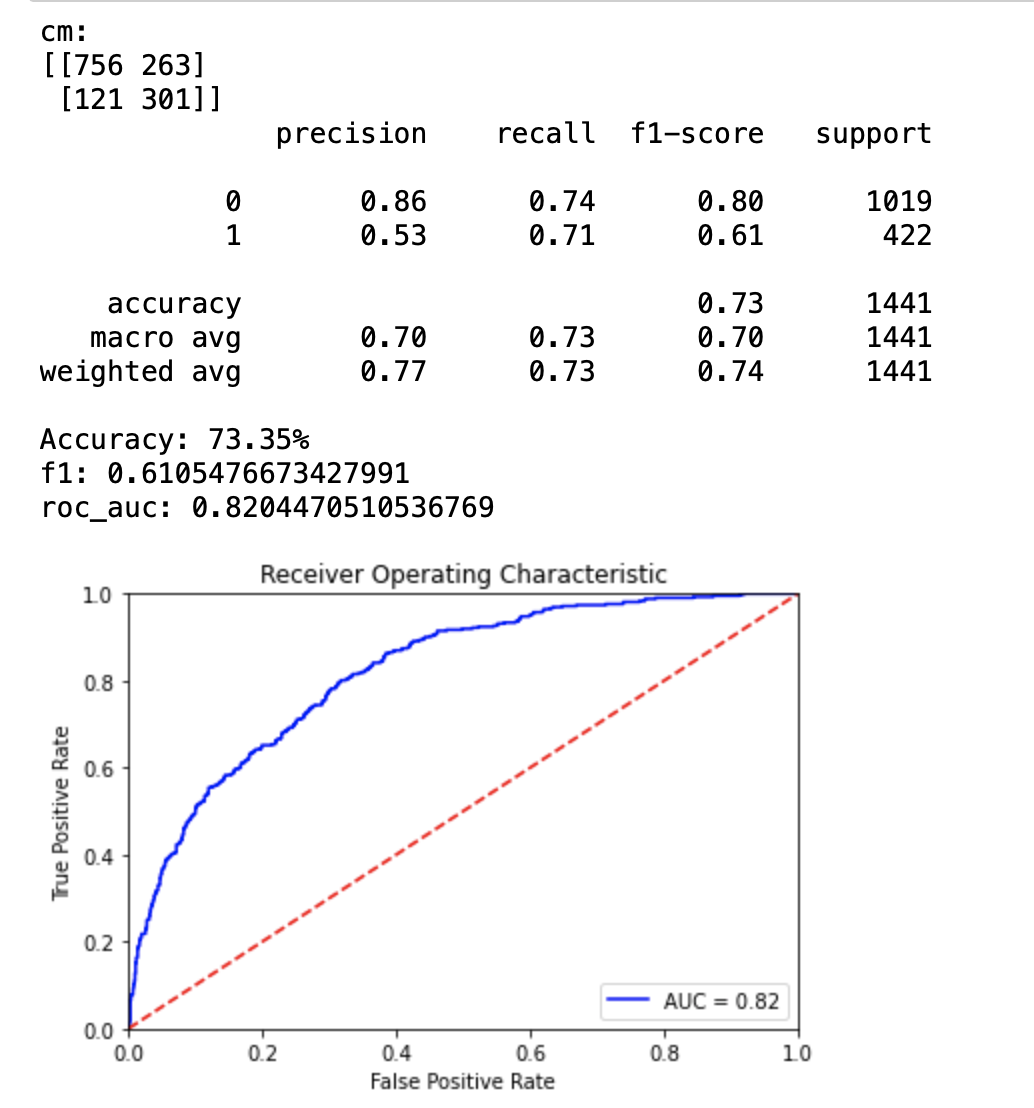 cm:
[[756 263]
 [121 301]]
              precision    recall  f1-score   support

           0       0.86      0.74      0.80      1019
           1       0.53      0.71      0.61       422

    accuracy                           0.73      1441
   macro avg       0.70      0.73      0.70      1441
weighted avg       0.77      0.73      0.74      1441

Accuracy: 73.35%
f1: 0.6105476673427991
roc_auc: 0.8204470510536769
Receiver Operating Characteristic
1.0
0.8
0.6
0.4
0.2
0.0
True Positive Rate
AUC = 0.82
0.0 0.2 0.4 0.6 0.8 1.0
False Positive Rate